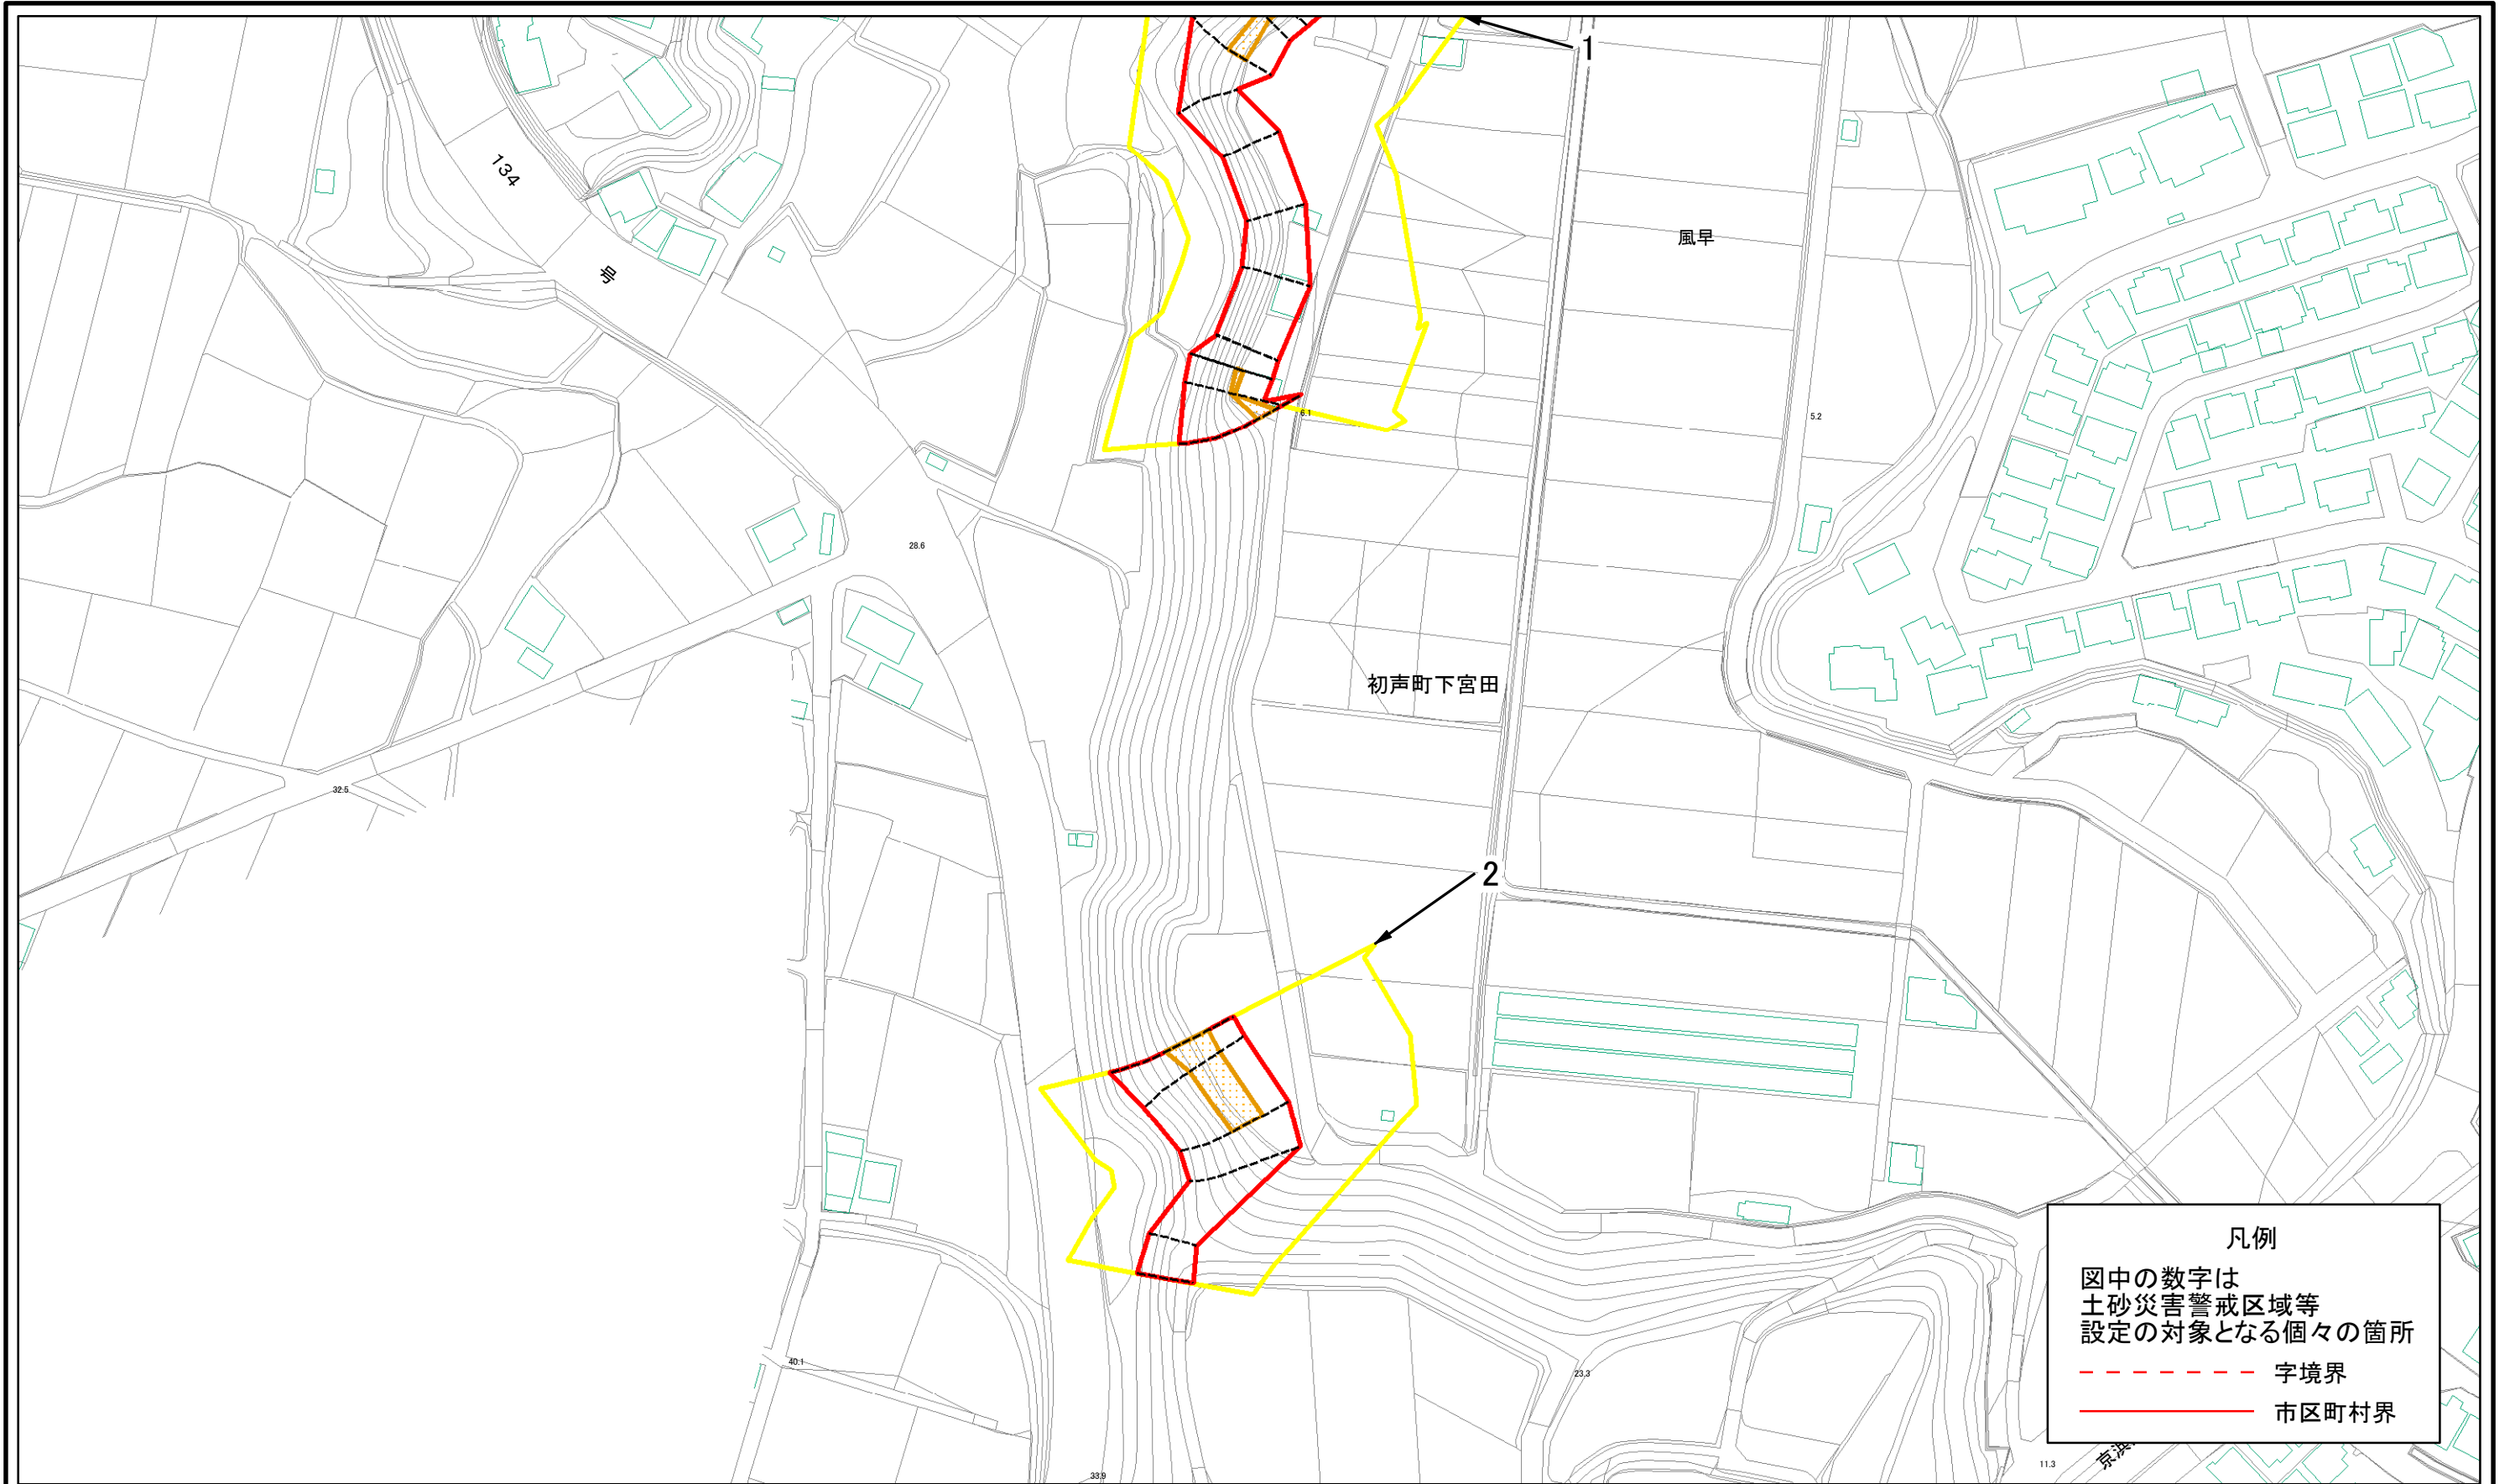 1
134
号
風早
6.1
5.2
28.6
初声町下宮田
32.5
2
凡例
図中の数字は
土砂災害警戒区域等
設定の対象となる個々の箇所
字境界
市区町村界
40.1
23.3
33.9
11.3
京浜